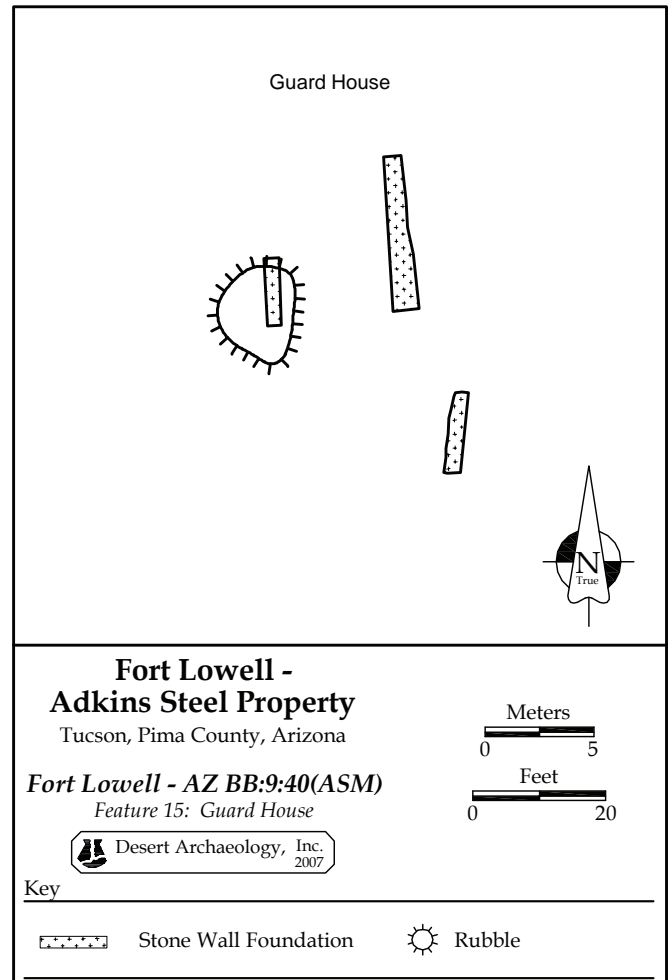 Guard House
N
True
Fort Lowell -
Adkins Steel Property
Tucson, Pima County, Arizona
Fort Lowell - AZ BB:9:40(ASM)
Feature 15: Guard House
Desert Archaeology, Inc.
2007
Meters
0 5
Feet
0 20
Key
Stone Wall Foundation Rubble